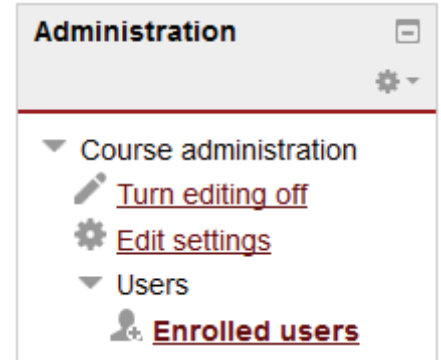 Administration
Course administration
Turn editing off
Edit settings
Users
Enrolled users